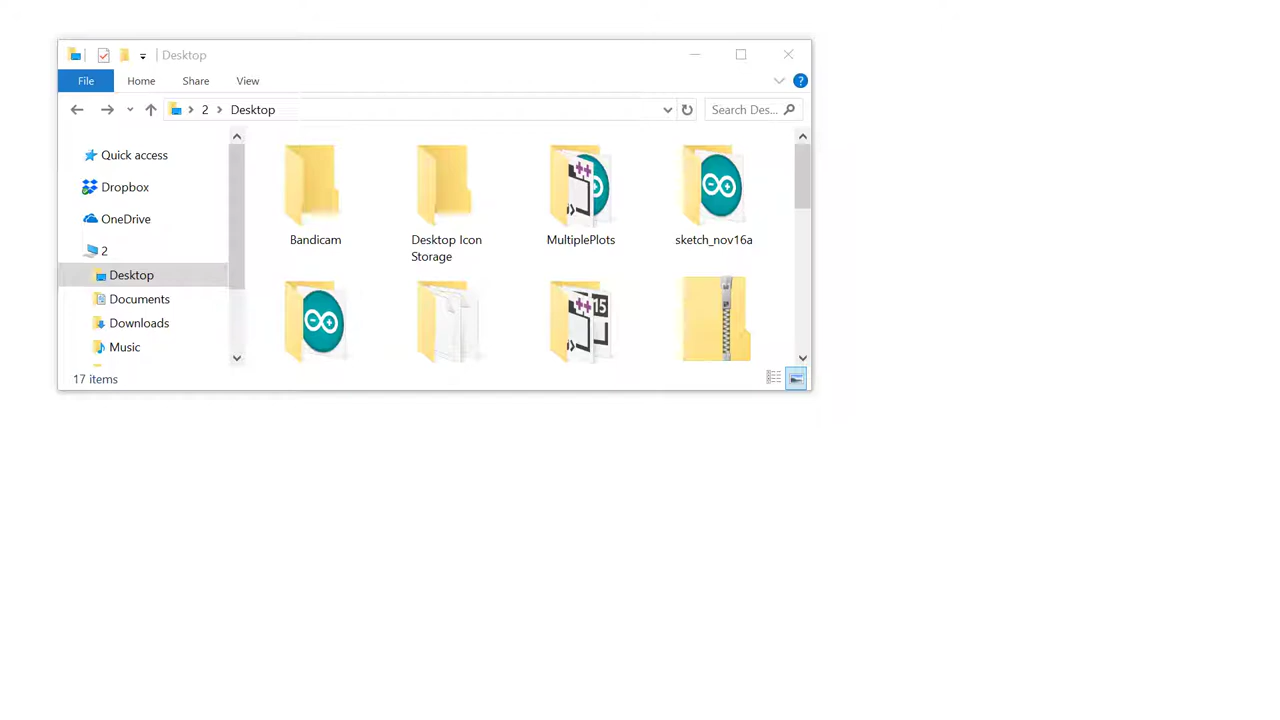 Desktop
File Home Share View
2 Desktop Search Des...
Quick access
Dropbox
OneDrive
2
Desktop
Documents
Downloads
Music
Bandicam
Desktop Icon
Storage
MultiplePlots
sketch_nov16a
15
17 items